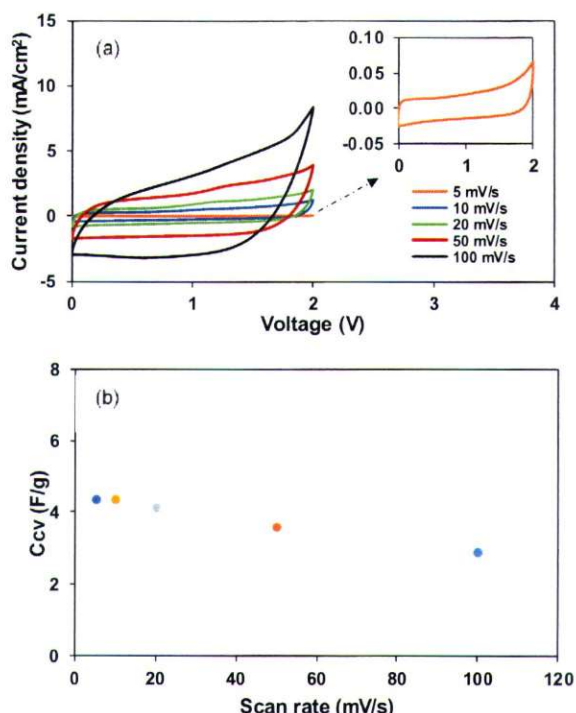 (a)
Current density (mA/cm²)
15
10
5
0
-5
0
1
2
3
4
Voltage (V)
0.10
0.05
0.00
-0.05
0
1
2
5 mV/s
10 mV/s
20 mV/s
50 mV/s
100 mV/s
(b)
Ccv (F/g)
8
6
4
2
0
0
20
40
60
80
100
120
Scan rate (mV/s)